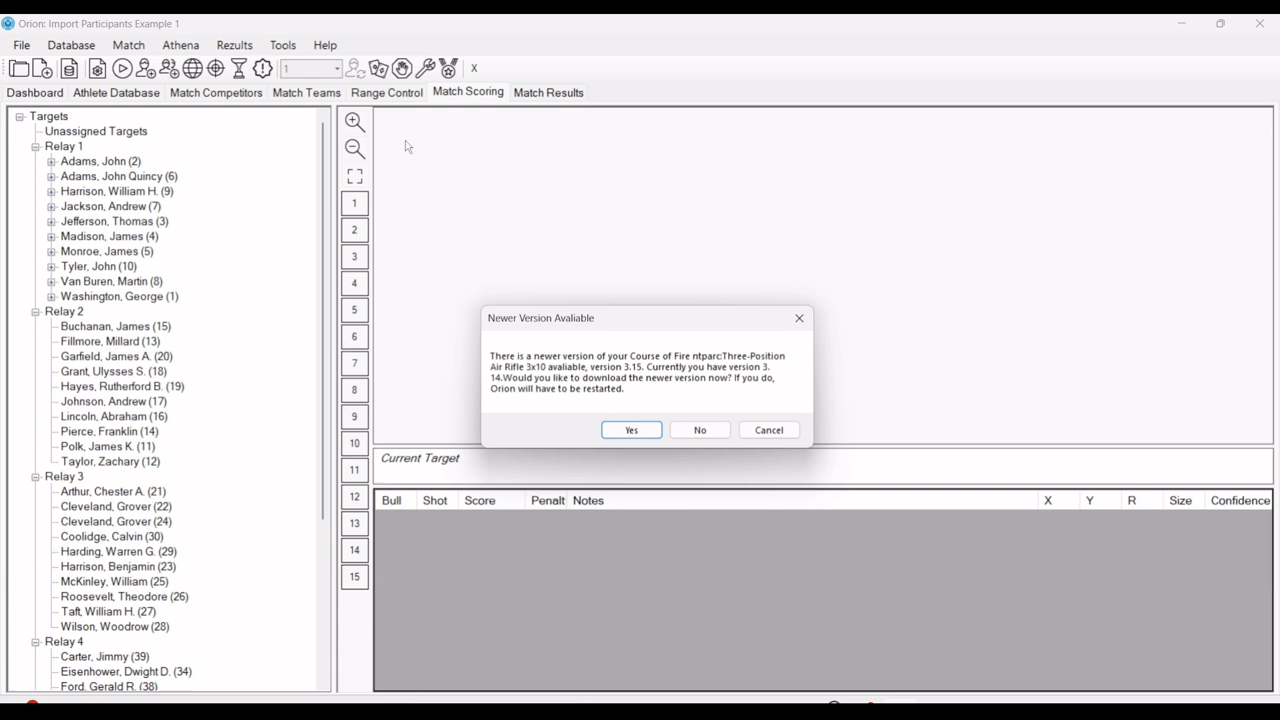 Orion: Import Participants Example 1
File Database Match Athena Rezults Tools Help
1 X
Dashboard Athlete Database Match Competitors Match Teams Range Control Match Scoring Match Results
Targets
Unassigned Targets
Relay 1
Adams, John (2)
Adams, John Quincy (6)
Harrison, William H. (9)
Jackson, Andrew (7)
Jefferson, Thomas (3)
Madison, James (4)
Monroe, James (5)
Tyler, John (10)
Van Buren, Martin (8)
Washington, George (1)
Relay 2
Buchanan, James (15)
Fillmore, Millard (13)
Garfield, James A. (20)
Grant, Ulysses S. (18)
Hayes, Rutherford B. (19)
Johnson, Andrew (17)
Lincoln, Abraham (16)
Pierce, Franklin (14)
Polk, James K. (11)
Taylor, Zachary (12)
Relay 3
Arthur, Chester A. (21)
Cleveland, Grover (22)
Cleveland, Grover (24)
Coolidge, Calvin (30)
Harding, Warren G. (29)
Harrison, Benjamin (23)
McKinley, William (25)
Roosevelt, Theodore (26)
Taft, William H. (27)
Wilson, Woodrow (28)
Relay 4
Carter, Jimmy (39)
Eisenhower, Dwight D. (34)
Ford, Gerald R. (38)
1
2
3
4
5
6
7
8
9
10
11
12
13
14
15
Newer Version Avaliable
There is a newer version of your Course of Fire ntparc:Three-Position
Air Rifle 3x10 avaliable, version 3.15. Currently you have version 3.
14.Would you like to download the newer version now? If you do,
Orion will have to be restarted.
Yes No Cancel
Current Target
Bull Shot Score Penalt Notes X Y R Size Confidence